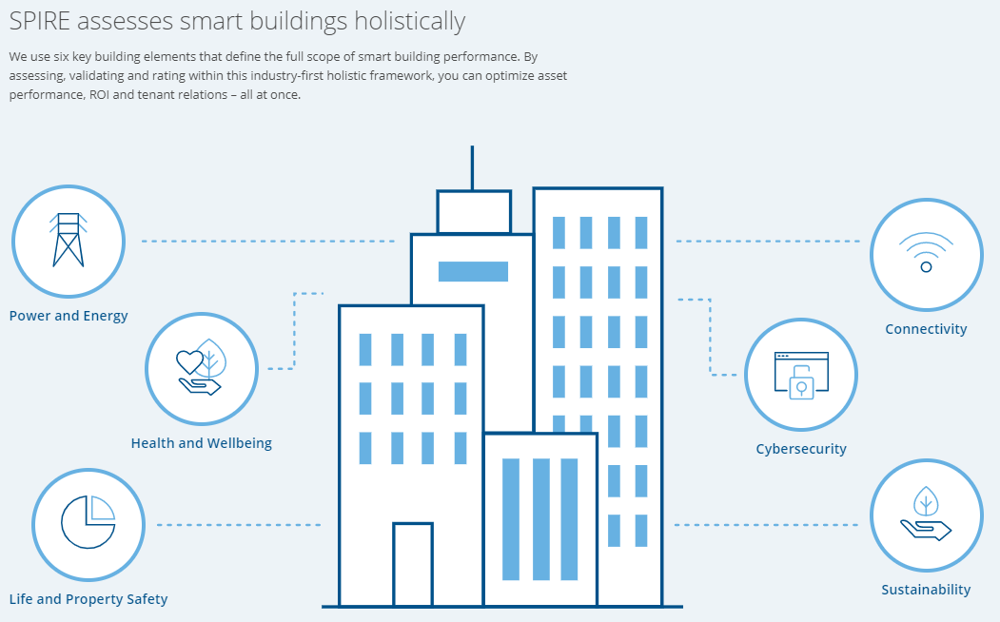 SPIRE assesses smart buildings holistically
We use six key building elements that define the full scope of smart building performance. By
assessing, validating and rating within this industry-first holistic framework, you can optimize asset
performance, ROI and tenant relations – all at once.
Power and Energy
Connectivity
Health and Wellbeing
Cybersecurity
Life and Property Safety
Sustainability